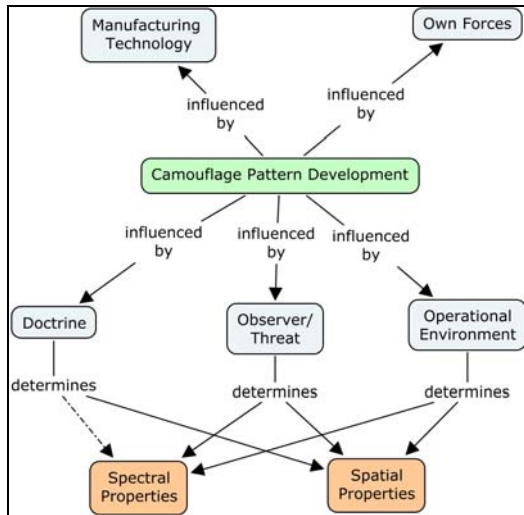 Manufacturing
Technology
Own Forces
influenced
by
influenced
by
Camouflage Pattern Development
influenced
by
influenced
by
influenced
by
Doctrine
Observer/
Threat
Operational
Environment
determines
determines
determines
Spectral
Properties
Spatial
Properties